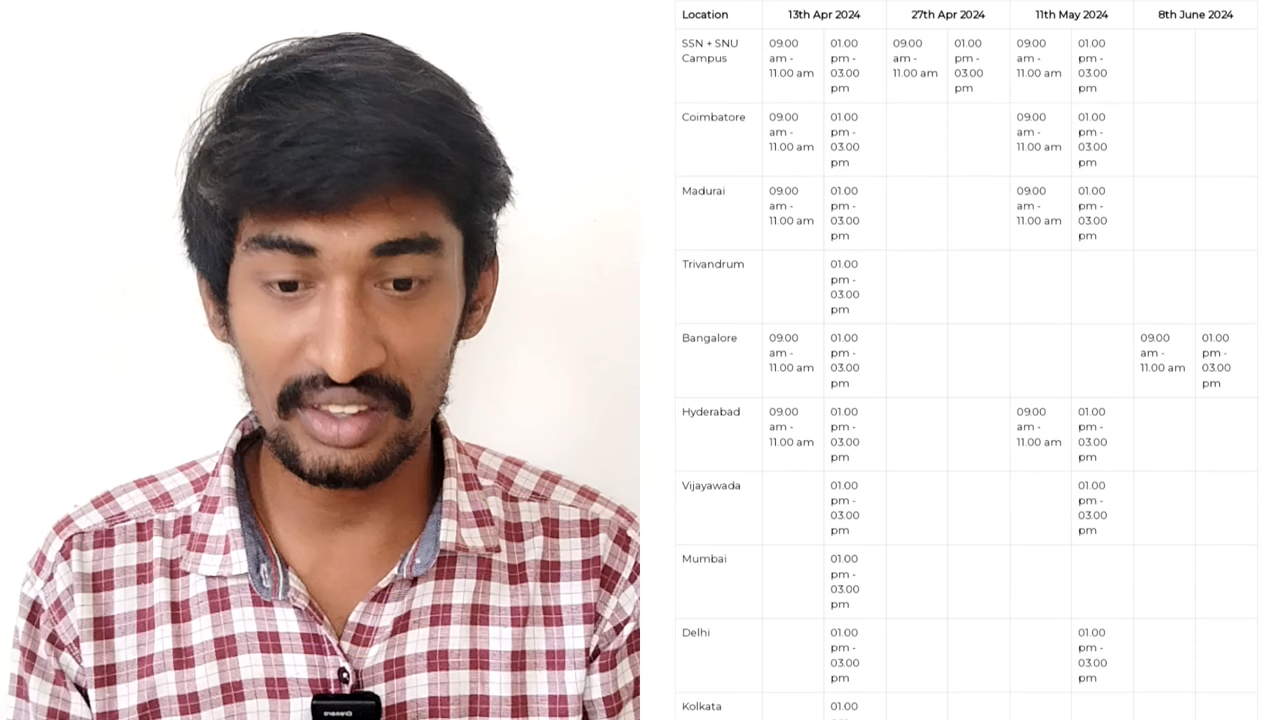 Location 13th Apr 2024 27th Apr 2024 11th May 2024 8th June 2024
SSN + SNU 09.00 01.00 09.00 01.00 09.00 01.00
Campus am - pm - am - pm - am - pm -
11.00 am 03.00 11.00 am 03.00 11.00 am 03.00
pm pm pm
Coimbatore 09.00 01.00 09.00 01.00
am - pm - am - pm -
11.00 am 03.00 11.00 am 03.00
pm pm
Madurai 09.00 01.00 09.00 01.00
am - pm - am - pm -
11.00 am 03.00 11.00 am 03.00
pm pm
Trivandrum 01.00
pm -
03.00
pm
Bangalore 09.00 01.00 09.00 01.00
am - pm - am - pm -
11.00 am 03.00 11.00 am 03.00
pm pm
Hyderabad 09.00 01.00 09.00 01.00
am - pm - am - pm -
11.00 am 03.00 11.00 am 03.00
pm pm
Vijayawada 01.00 01.00
pm - pm -
03.00 03.00
pm pm
Mumbai 01.00
pm -
03.00
pm
Delhi 01.00 01.00
pm - pm -
03.00 03.00
pm pm
Kolkata 01.00